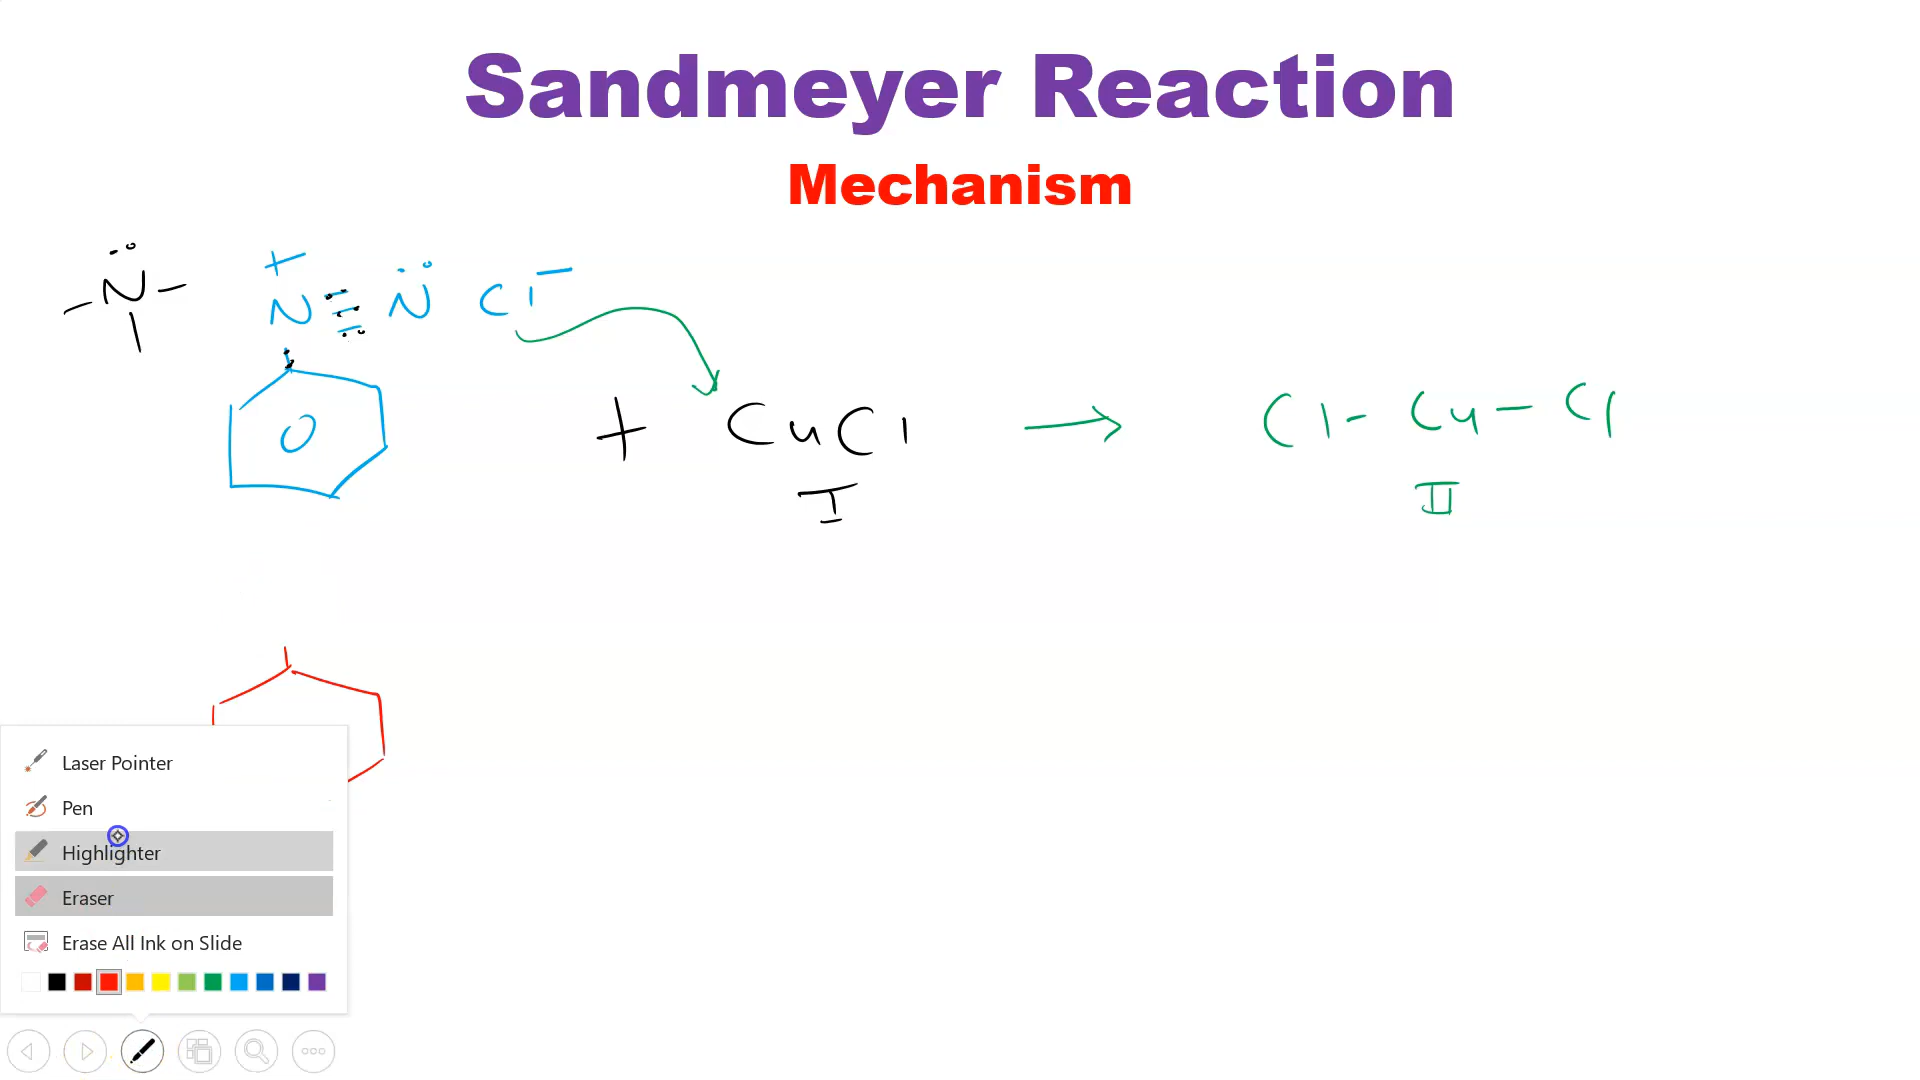 Sandmeyer Reaction
Mechanism
N
+
N ≡ N Cl −
+ CuCl → Cl - Cu - Cl
I II
Laser Pointer
Pen
Highlighter
Eraser
Erase All Ink on Slide